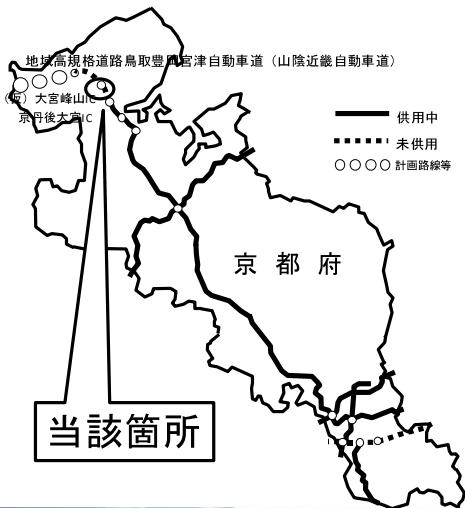 地域高規格道路鳥取豊岡宮津自動車道（山陰近畿自動車道）
（仮）大宮峰山IC
京丹後大宮IC
供用中
未供用
計画路線等
京都府
当該箇所